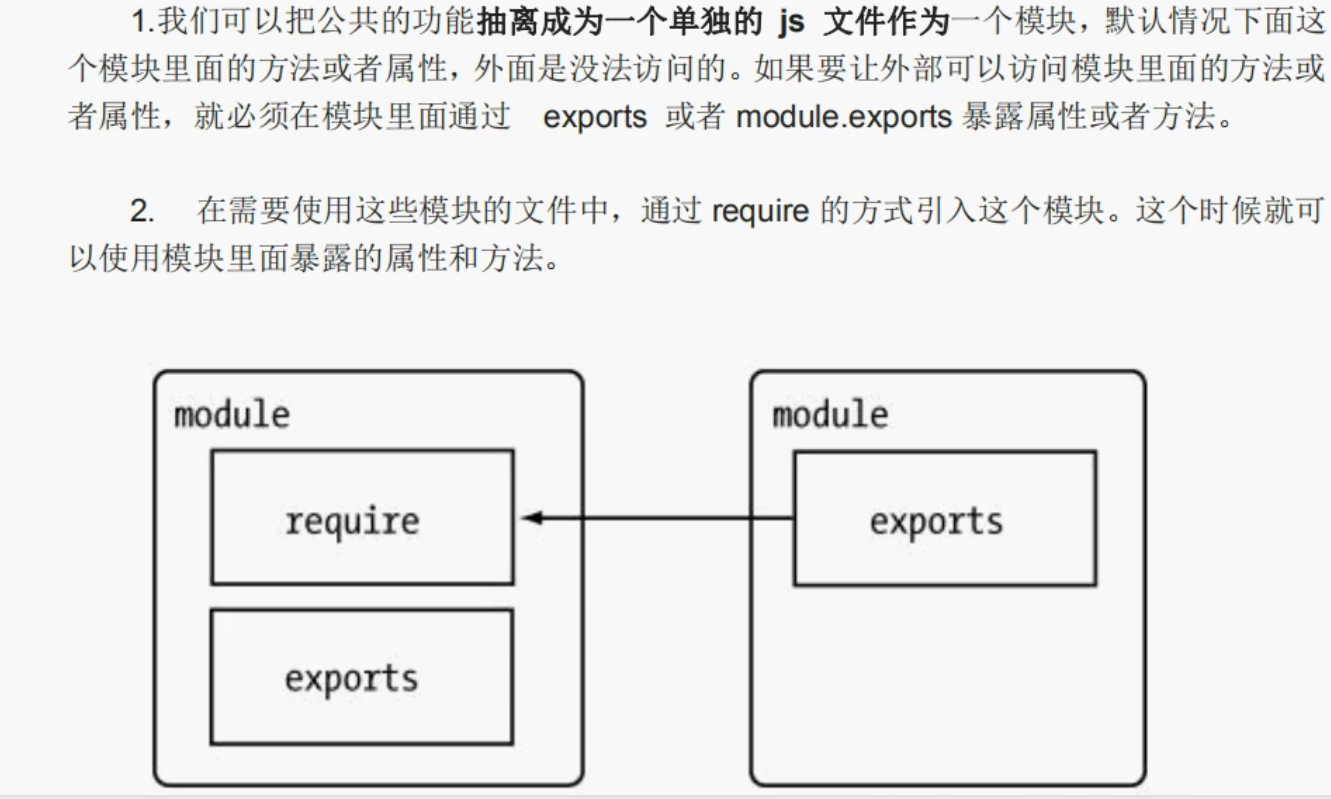 1.我们可以把公共的功能抽离成为一个单独的 js 文件作为一个模块，默认情况下面这
个模块里面的方法或者属性，外面是没法访问的。如果要让外部可以访问模块里面的方法或
者属性，就必须在模块里面通过 exports 或者 module.exports 暴露属性或者方法。
2. 在需要使用这些模块的文件中，通过 require 的方式引入这个模块。这个时候就可
以使用模块里面暴露的属性和方法。
module
require
exports
module
exports